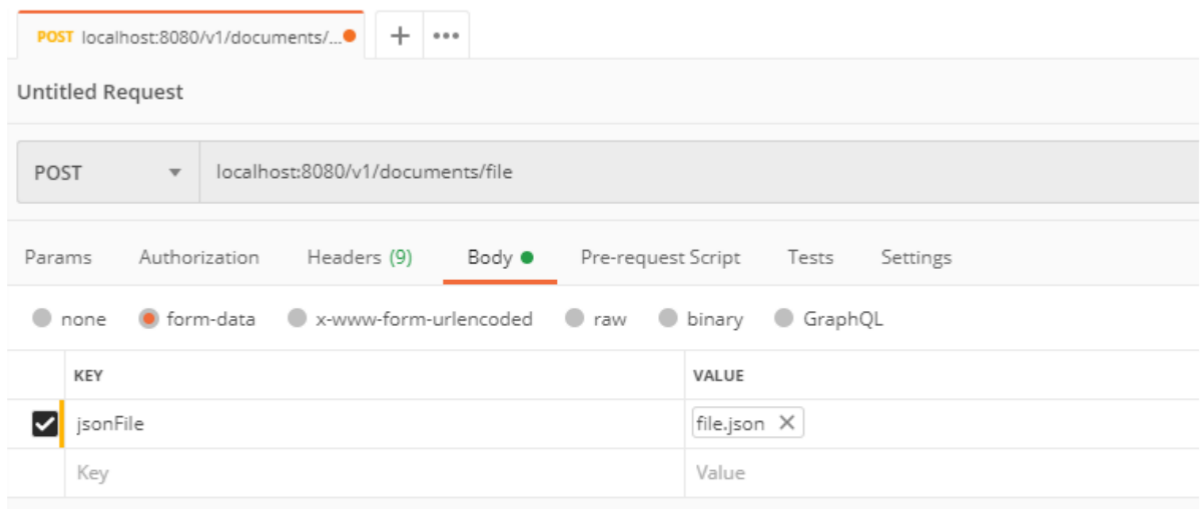 POST localhost:8080/v1/documents/...
Untitled Request
POST localhost:8080/v1/documents/file
Params Authorization Headers (9) Body Pre-request Script Tests Settings
none form-data x-www-form-urlencoded raw binary GraphQL
KEY VALUE
jsonFile file.json
Key Value